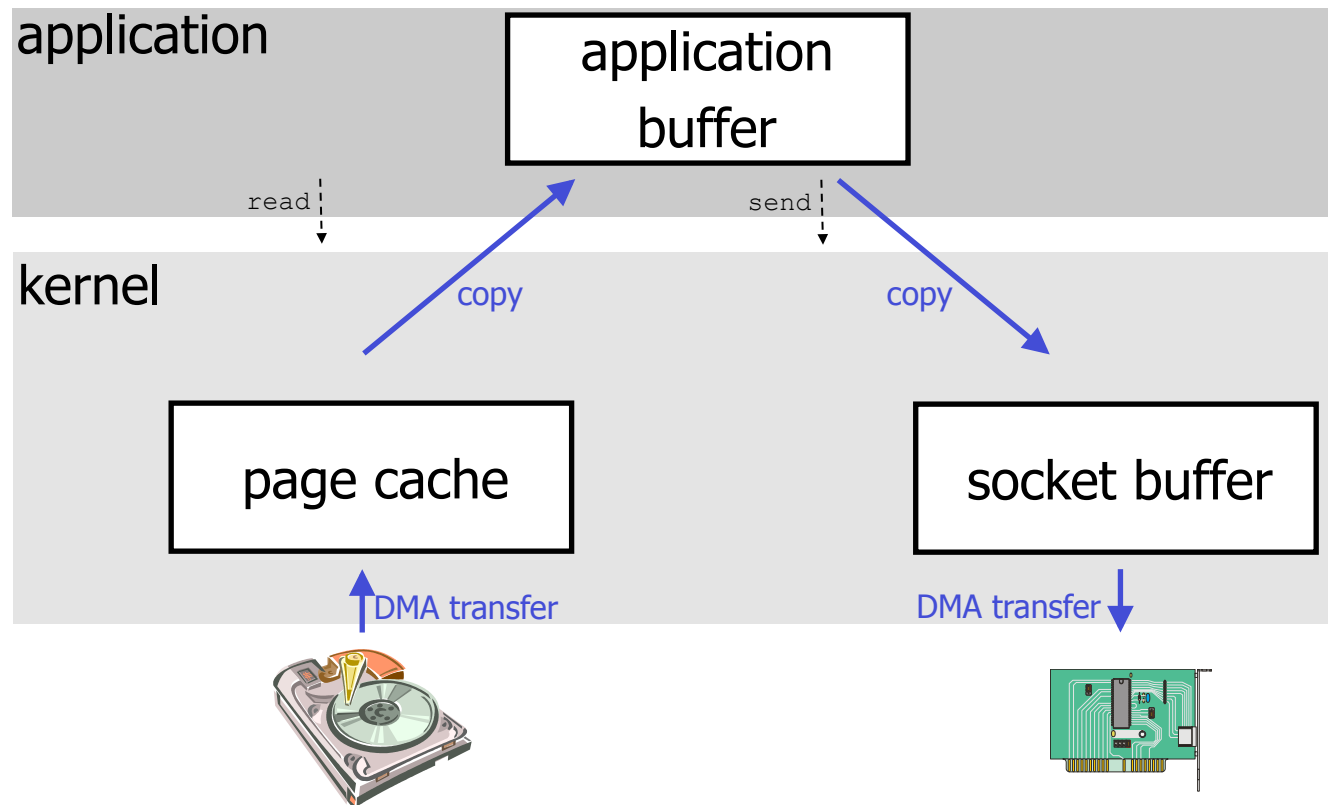 application
application
buffer
read
send
kernel
copy
copy
page cache
socket buffer
DMA transfer
DMA transfer